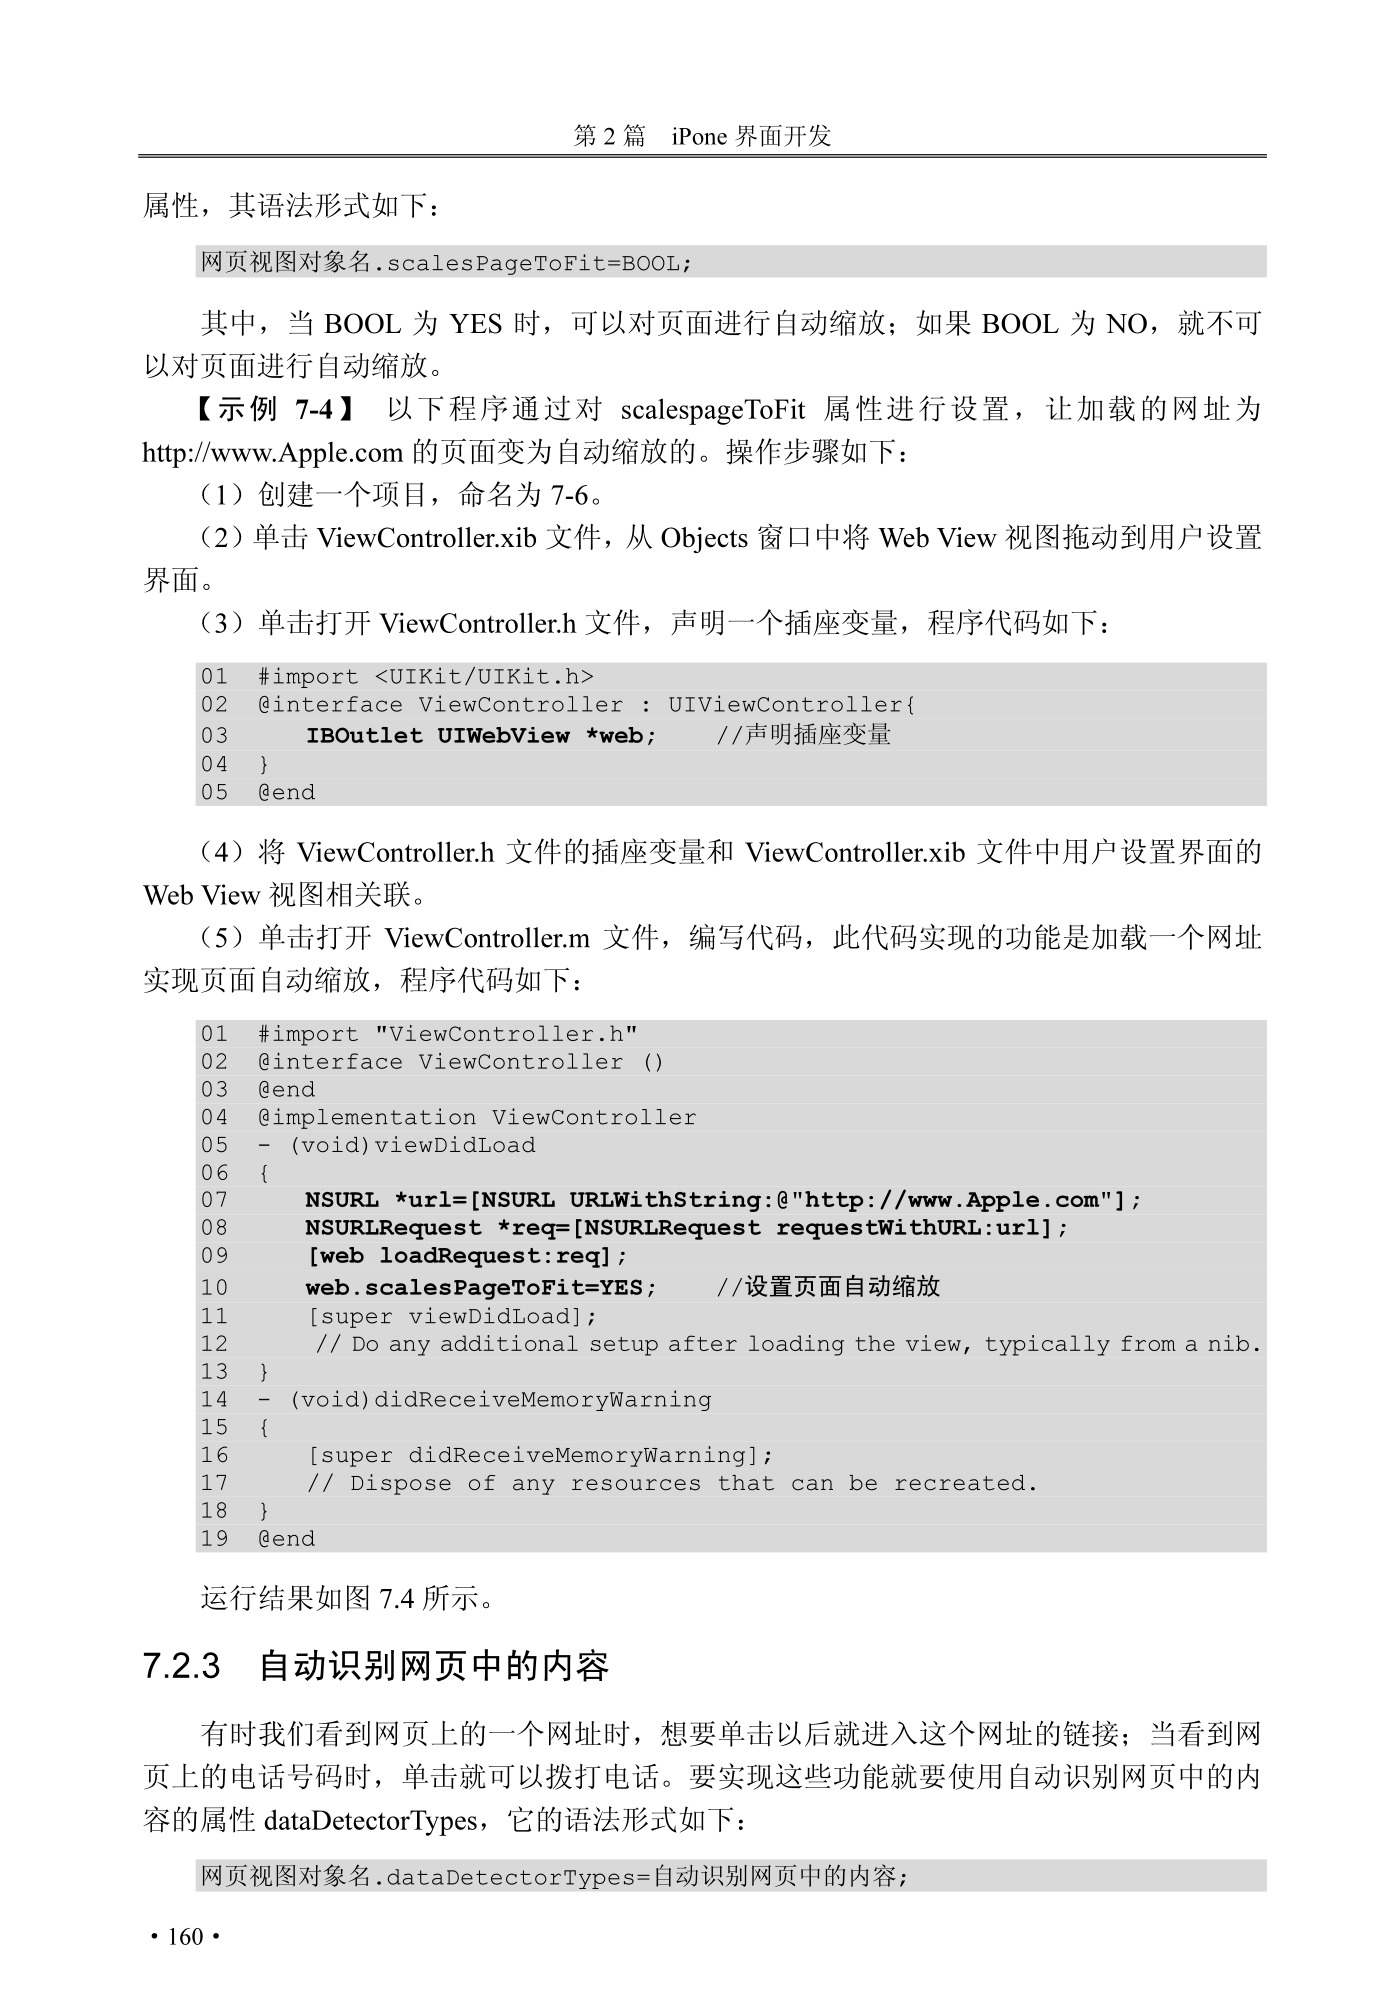 第 2 篇 iPone 界面开发
属性，其语法形式如下：
网页视图对象名.scalesPageToFit=BOOL;
其中，当 BOOL 为 YES 时，可以对页面进行自动缩放；如果 BOOL 为 NO，就不可
以对页面进行自动缩放。
【示例 7-4】 以下程序通过对 scalespageToFit 属性进行设置，让加载的网址为
http://www.Apple.com 的页面变为自动缩放的。操作步骤如下：
（1）创建一个项目，命名为 7-6。
（2）单击 ViewController.xib 文件，从 Objects 窗口中将 Web View 视图拖动到用户设置
界面。
（3）单击打开 ViewController.h 文件，声明一个插座变量，程序代码如下：
01 #import <UIKit/UIKit.h>
02 @interface ViewController : UIViewController{
03 IBOutlet UIWebView *web; //声明插座变量
04 }
05 @end
（4）将 ViewController.h 文件的插座变量和 ViewController.xib 文件中用户设置界面的
Web View 视图相关联。
（5）单击打开 ViewController.m 文件，编写代码，此代码实现的功能是加载一个网址
实现页面自动缩放，程序代码如下：
01 #import "ViewController.h"
02 @interface ViewController ()
03 @end
04 @implementation ViewController
05 - (void)viewDidLoad
06 {
07 NSURL *url=[NSURL URLWithString:@"http://www.Apple.com"];
08 NSURLRequest *req=[NSURLRequest requestWithURL:url];
09 [web loadRequest:req];
10 web.scalesPageToFit=YES; //设置页面自动缩放
11 [super viewDidLoad];
12 // Do any additional setup after loading the view, typically from a nib.
13 }
14 - (void)didReceiveMemoryWarning
15 {
16 [super didReceiveMemoryWarning];
17 // Dispose of any resources that can be recreated.
18 }
19 @end
运行结果如图 7.4 所示。
7.2.3 自动识别网页中的内容
有时我们看到网页上的一个网址时，想要单击以后就进入这个网址的链接；当看到网
页上的电话号码时，单击就可以拨打电话。要实现这些功能就要使用自动识别网页中的内
容的属性 dataDetectorTypes，它的语法形式如下：
网页视图对象名.dataDetectorTypes=自动识别网页中的内容;
·160·